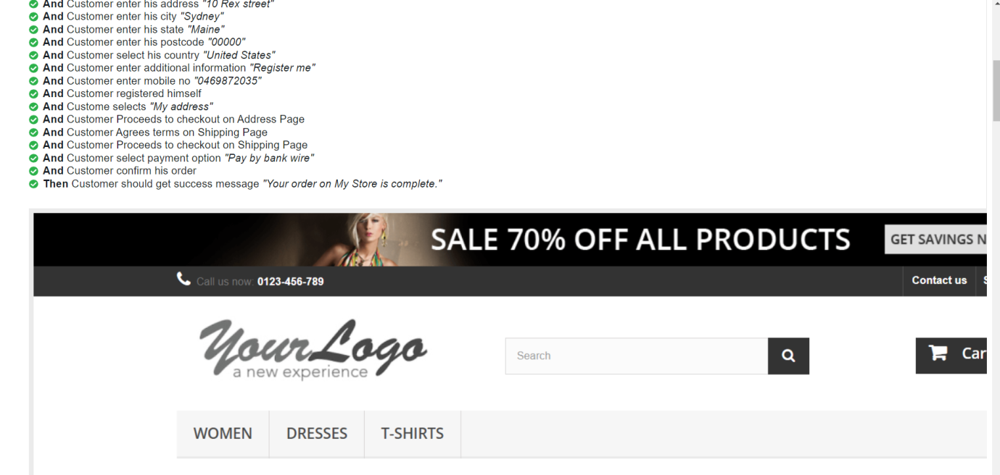 And Customer enter his address "10 Rex street"
And Customer enter his city "Sydney"
And Customer enter his state "Maine"
And Customer enter his postcode "00000"
And Customer select his country "United States"
And Customer enter additional information "Register me"
And Customer enter mobile no "0469872035"
And Customer registered himself
And Custome selects "My address"
And Customer Proceeds to checkout on Address Page
And Customer Agrees terms on Shipping Page
And Customer Proceeds to checkout on Shipping Page
And Customer select payment option "Pay by bank wire"
And Customer confirm his order
Then Customer should get success message "Your order on My Store is complete."
SALE 70% OFF ALL PRODUCTS GET SAVINGS N
Call us now: 0123-456-789 Contact us S
Your Logo
a new experience
Search Car
WOMEN DRESSES T-SHIRTS